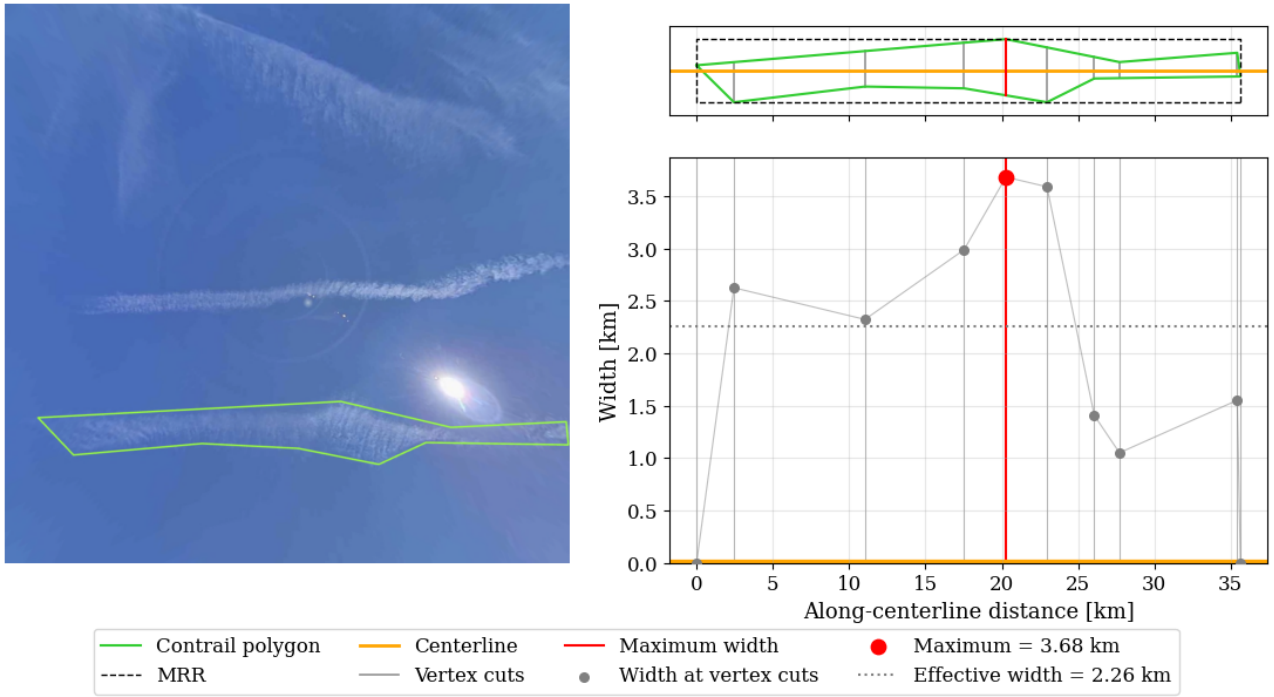 3.5
3.0
2.5
2.0
1.5
1.0
0.5
0.0
Width [km]
0 5 10 15 20 25 30 35
Along-centerline distance [km]
Contrail polygon Centerline Maximum width Maximum = 3.68 km
MRR Vertex cuts Width at vertex cuts Effective width = 2.26 km